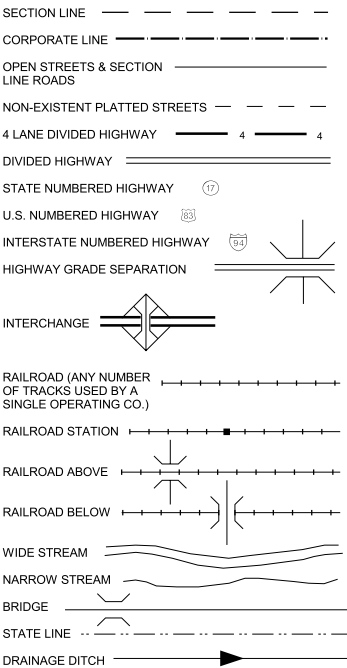 SECTION LINE
CORPORATE LINE
OPEN STREETS & SECTION
LINE ROADS
NON-EXISTENT PLATTED STREETS
4 LANE DIVIDED HIGHWAY 4 4
DIVIDED HIGHWAY
STATE NUMBERED HIGHWAY 17
U.S. NUMBERED HIGHWAY 83
INTERSTATE NUMBERED HIGHWAY 94
HIGHWAY GRADE SEPARATION
INTERCHANGE
RAILROAD (ANY NUMBER
OF TRACKS USED BY A
SINGLE OPERATING CO.)
RAILROAD STATION
RAILROAD ABOVE
RAILROAD BELOW
WIDE STREAM
NARROW STREAM
BRIDGE
STATE LINE
DRAINAGE DITCH